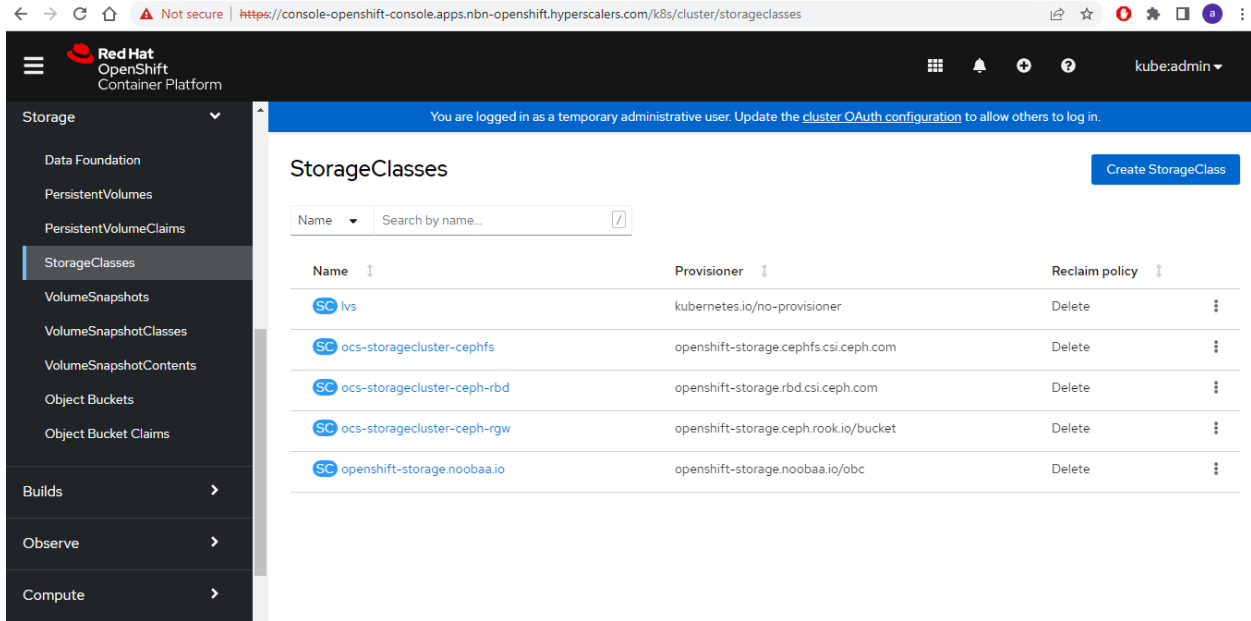 Not secure | https://console-openshift-console.apps.nbn-openshift.hyperscalers.com/k8s/cluster/storageclasses
a
Red Hat
OpenShift
Container Platform
kube:admin
You are logged in as a temporary administrative user. Update the cluster OAuth configuration to allow others to log in.
Storage
Data Foundation
PersistentVolumes
PersistentVolumeClaims
StorageClasses
VolumeSnapshots
VolumeSnapshotClasses
VolumeSnapshotContents
Object Buckets
Object Bucket Claims
Builds
Observe
Compute
StorageClasses
Create StorageClass
Name Search by name... /
Name Provisioner Reclaim policy
SC lvs kubernetes.io/no-provisioner Delete
SC ocs-storagecluster-cephfs openshift-storage.cephfs.csi.ceph.com Delete
SC ocs-storagecluster-ceph-rbd openshift-storage.rbd.csi.ceph.com Delete
SC ocs-storagecluster-ceph-rgw openshift-storage.ceph.rook.io/bucket Delete
SC openshift-storage.noobaa.io openshift-storage.noobaa.io/obc Delete